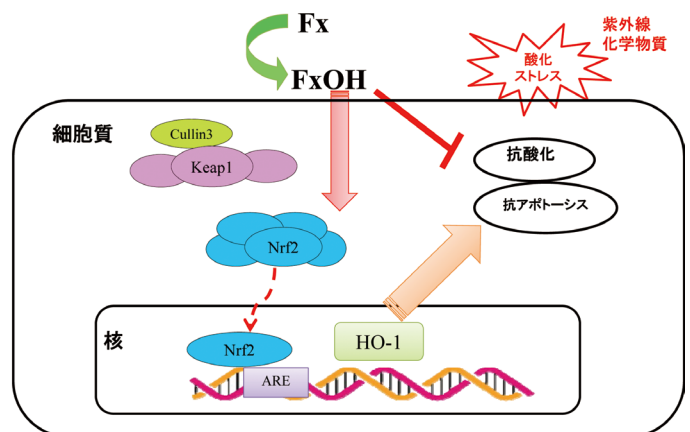 Fx
FxOH
紫外線
化学物質
酸化
ストレス
細胞質
Cullin3
Keap1
抗酸化
抗アポトーシス
Nrf2
核
Nrf2
HO-1
ARE